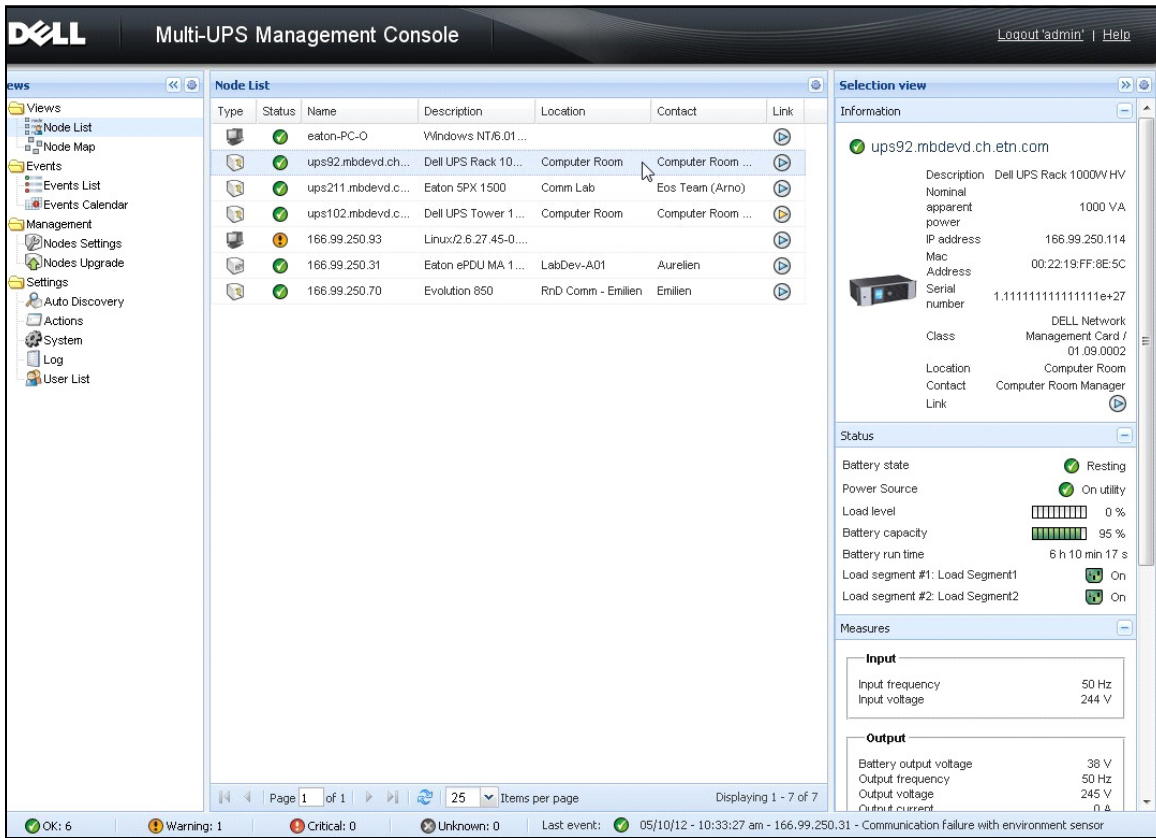 DELL
Multi-UPS Management Console
Logout 'admin' | Help
ews
Views
Node List
Node Map
Events
Events List
Events Calendar
Management
Nodes Settings
Nodes Upgrade
Settings
Auto Discovery
Actions
System
Log
User List
Node List
Type Status Name Description Location Contact Link
eaton-PC-O Windows NT/6.01...
ups92.mbdevd.ch... Dell UPS Rack 10... Computer Room Computer Room ...
ups211.mbdevd.c... Eaton 5PX 1500 Comm Lab Eos Team (Arno)
ups102.mbdevd.c... Dell UPS Tower 1... Computer Room Computer Room ...
166.99.250.93 Linux/2.6.27.45-0....
166.99.250.31 Eaton ePDU MA 1... LabDev-A01 Aurelien
166.99.250.70 Evolution 850 RnD Comm - Emilien Emilien
Page 1 of 1 25 Items per page Displaying 1 - 7 of 7
Selection view
Information
ups92.mbdevd.ch.etn.com
Description Dell UPS Rack 1000W HV
Nominal
apparent 1000 VA
power
IP address 166.99.250.114
Mac
Address 00:22:19:FF:8E:5C
Serial
number 1.111111111111111e+27
DELL Network
Class Management Card /
01.09.0002
Location Computer Room
Contact Computer Room Manager
Link
Status
Battery state Resting
Power Source On utility
Load level 0 %
Battery capacity 95 %
Battery run time 6 h 10 min 17 s
Load segment #1: Load Segment1 On
Load segment #2: Load Segment2 On
Measures
Input
Input frequency 50 Hz
Input voltage 244 V
Output
Battery output voltage 38 V
Output frequency 50 Hz
Output voltage 245 V
Output current 0 A
OK: 6 Warning: 1 Critical: 0 Unknown: 0 Last event: 05/10/12 - 10:33:27 am - 166.99.250.31 - Communication failure with environment sensor